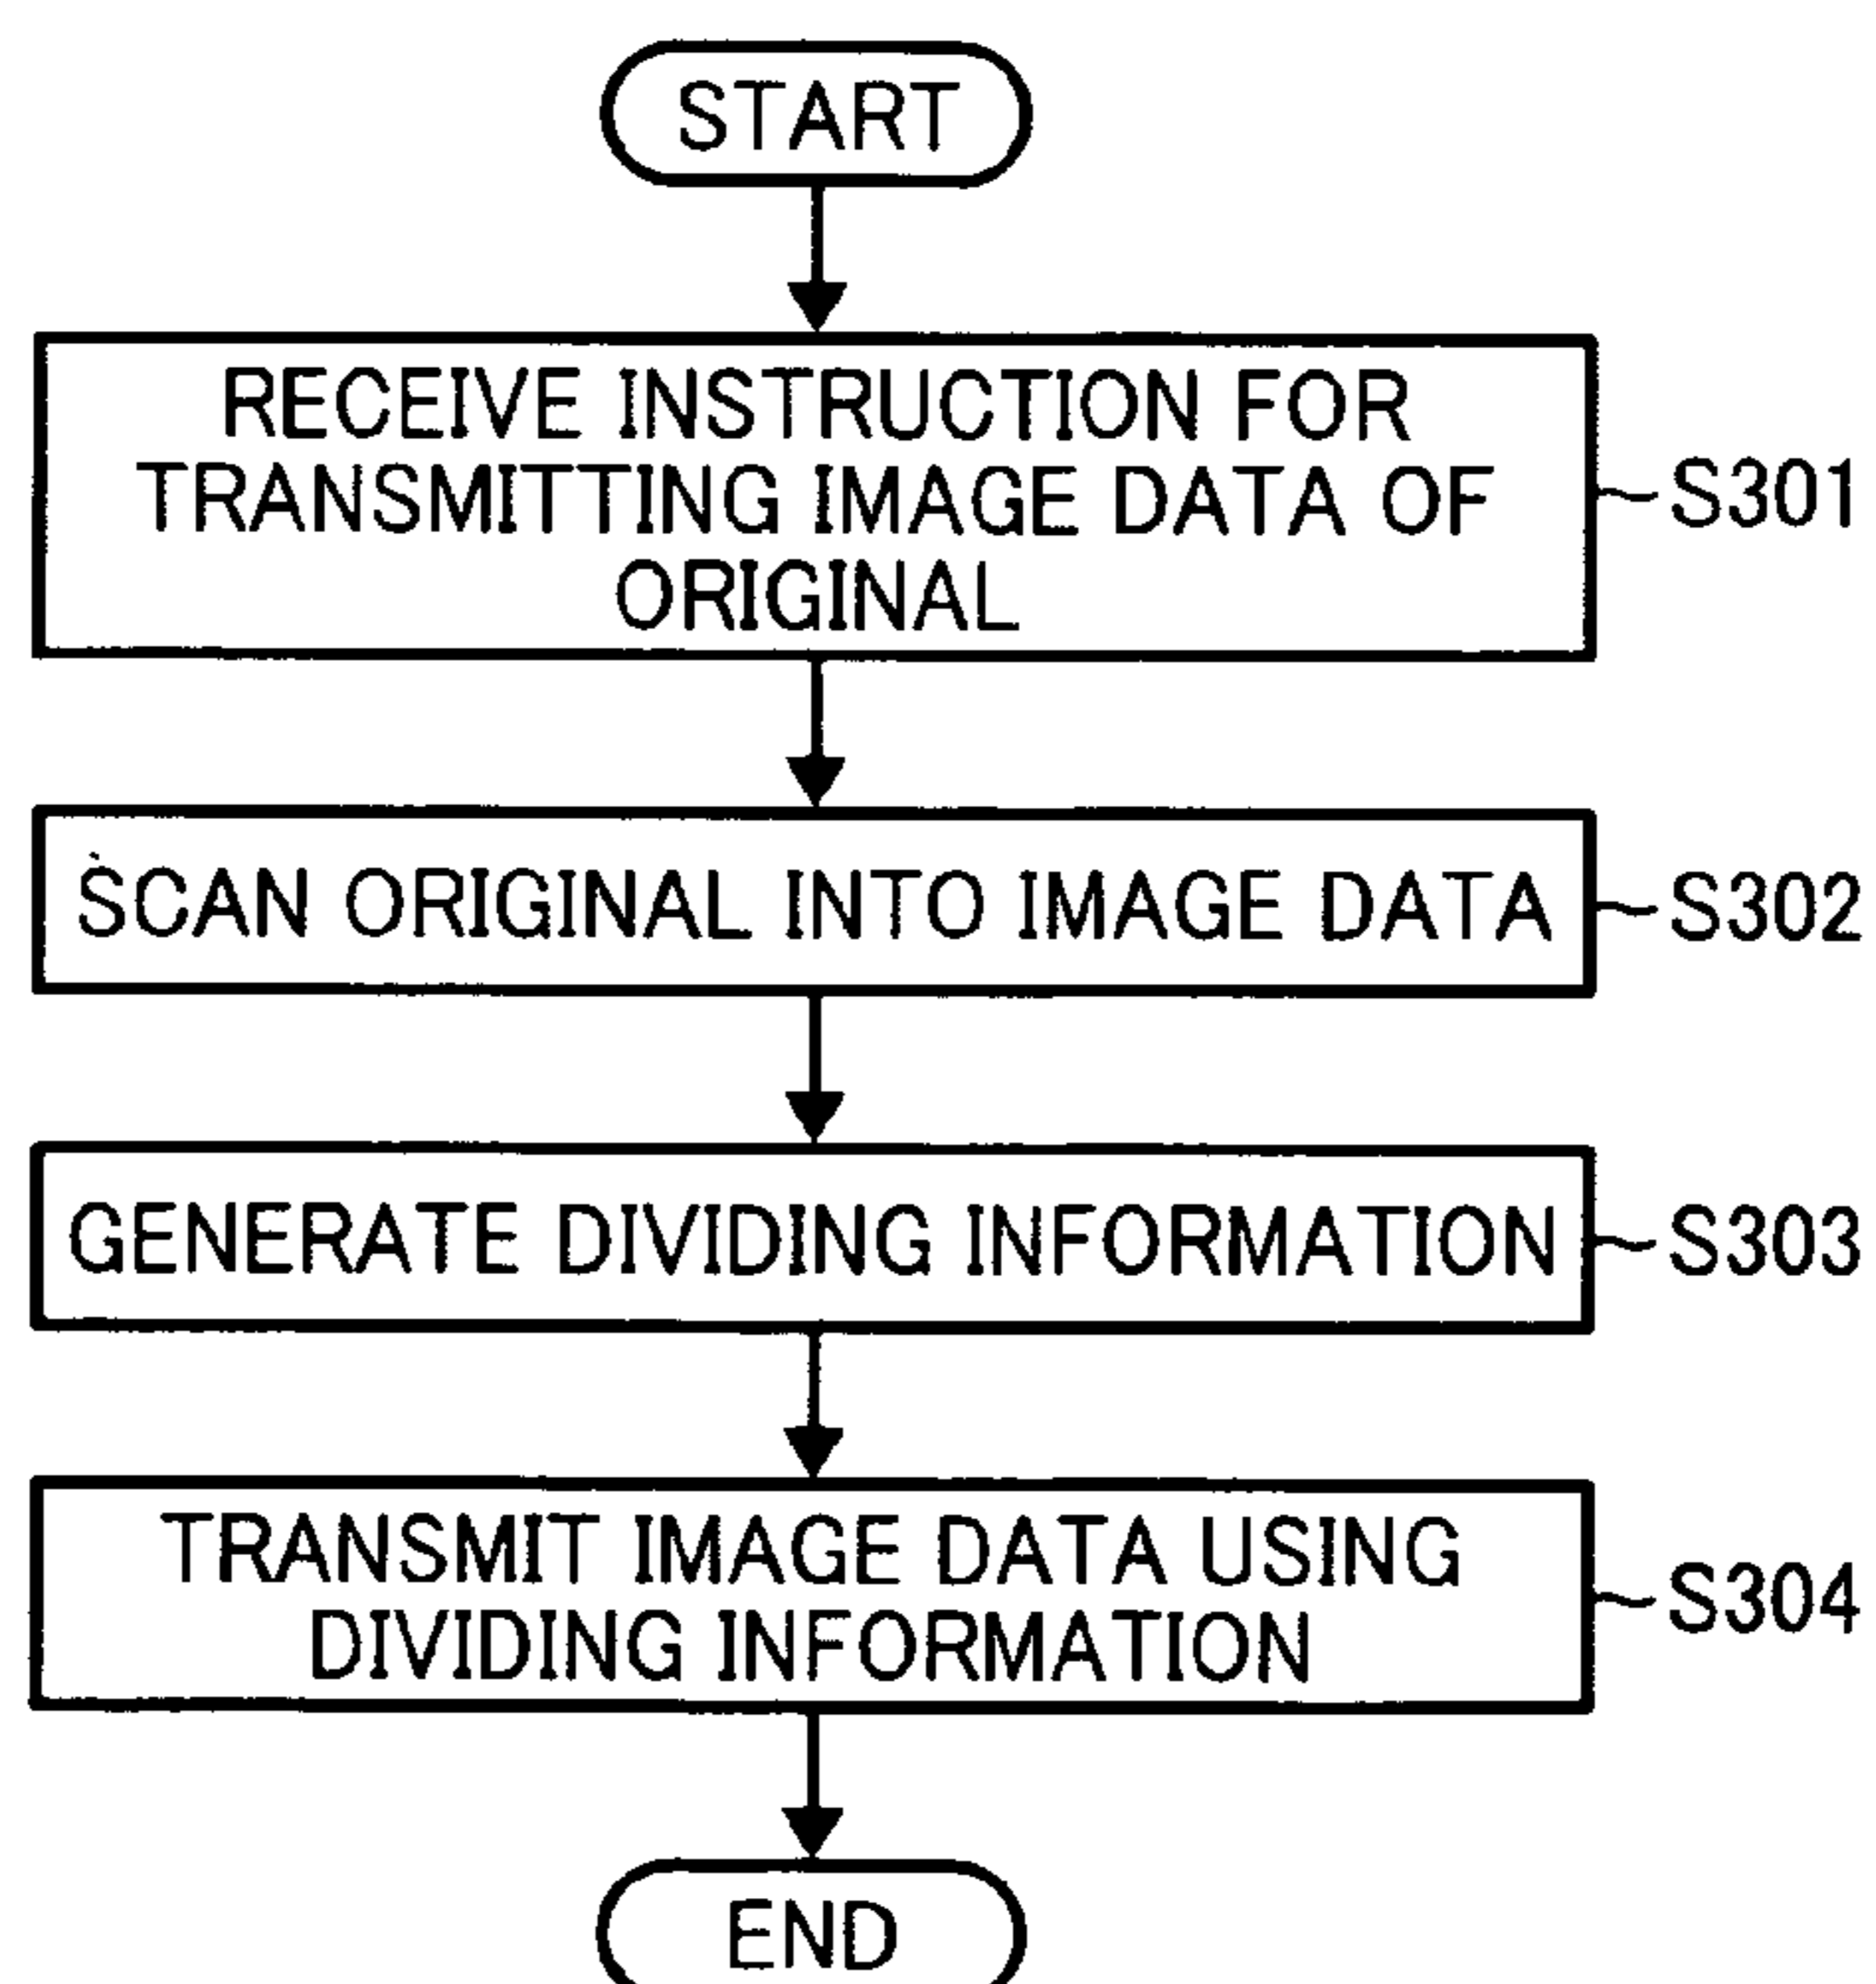 START
RECEIVE INSTRUCTION FOR
TRANSMITTING IMAGE DATA OF
ORIGINAL
S301
SCAN ORIGINAL INTO IMAGE DATA
S302
GENERATE DIVIDING INFORMATION
S303
TRANSMIT IMAGE DATA USING
DIVIDING INFORMATION
S304
END